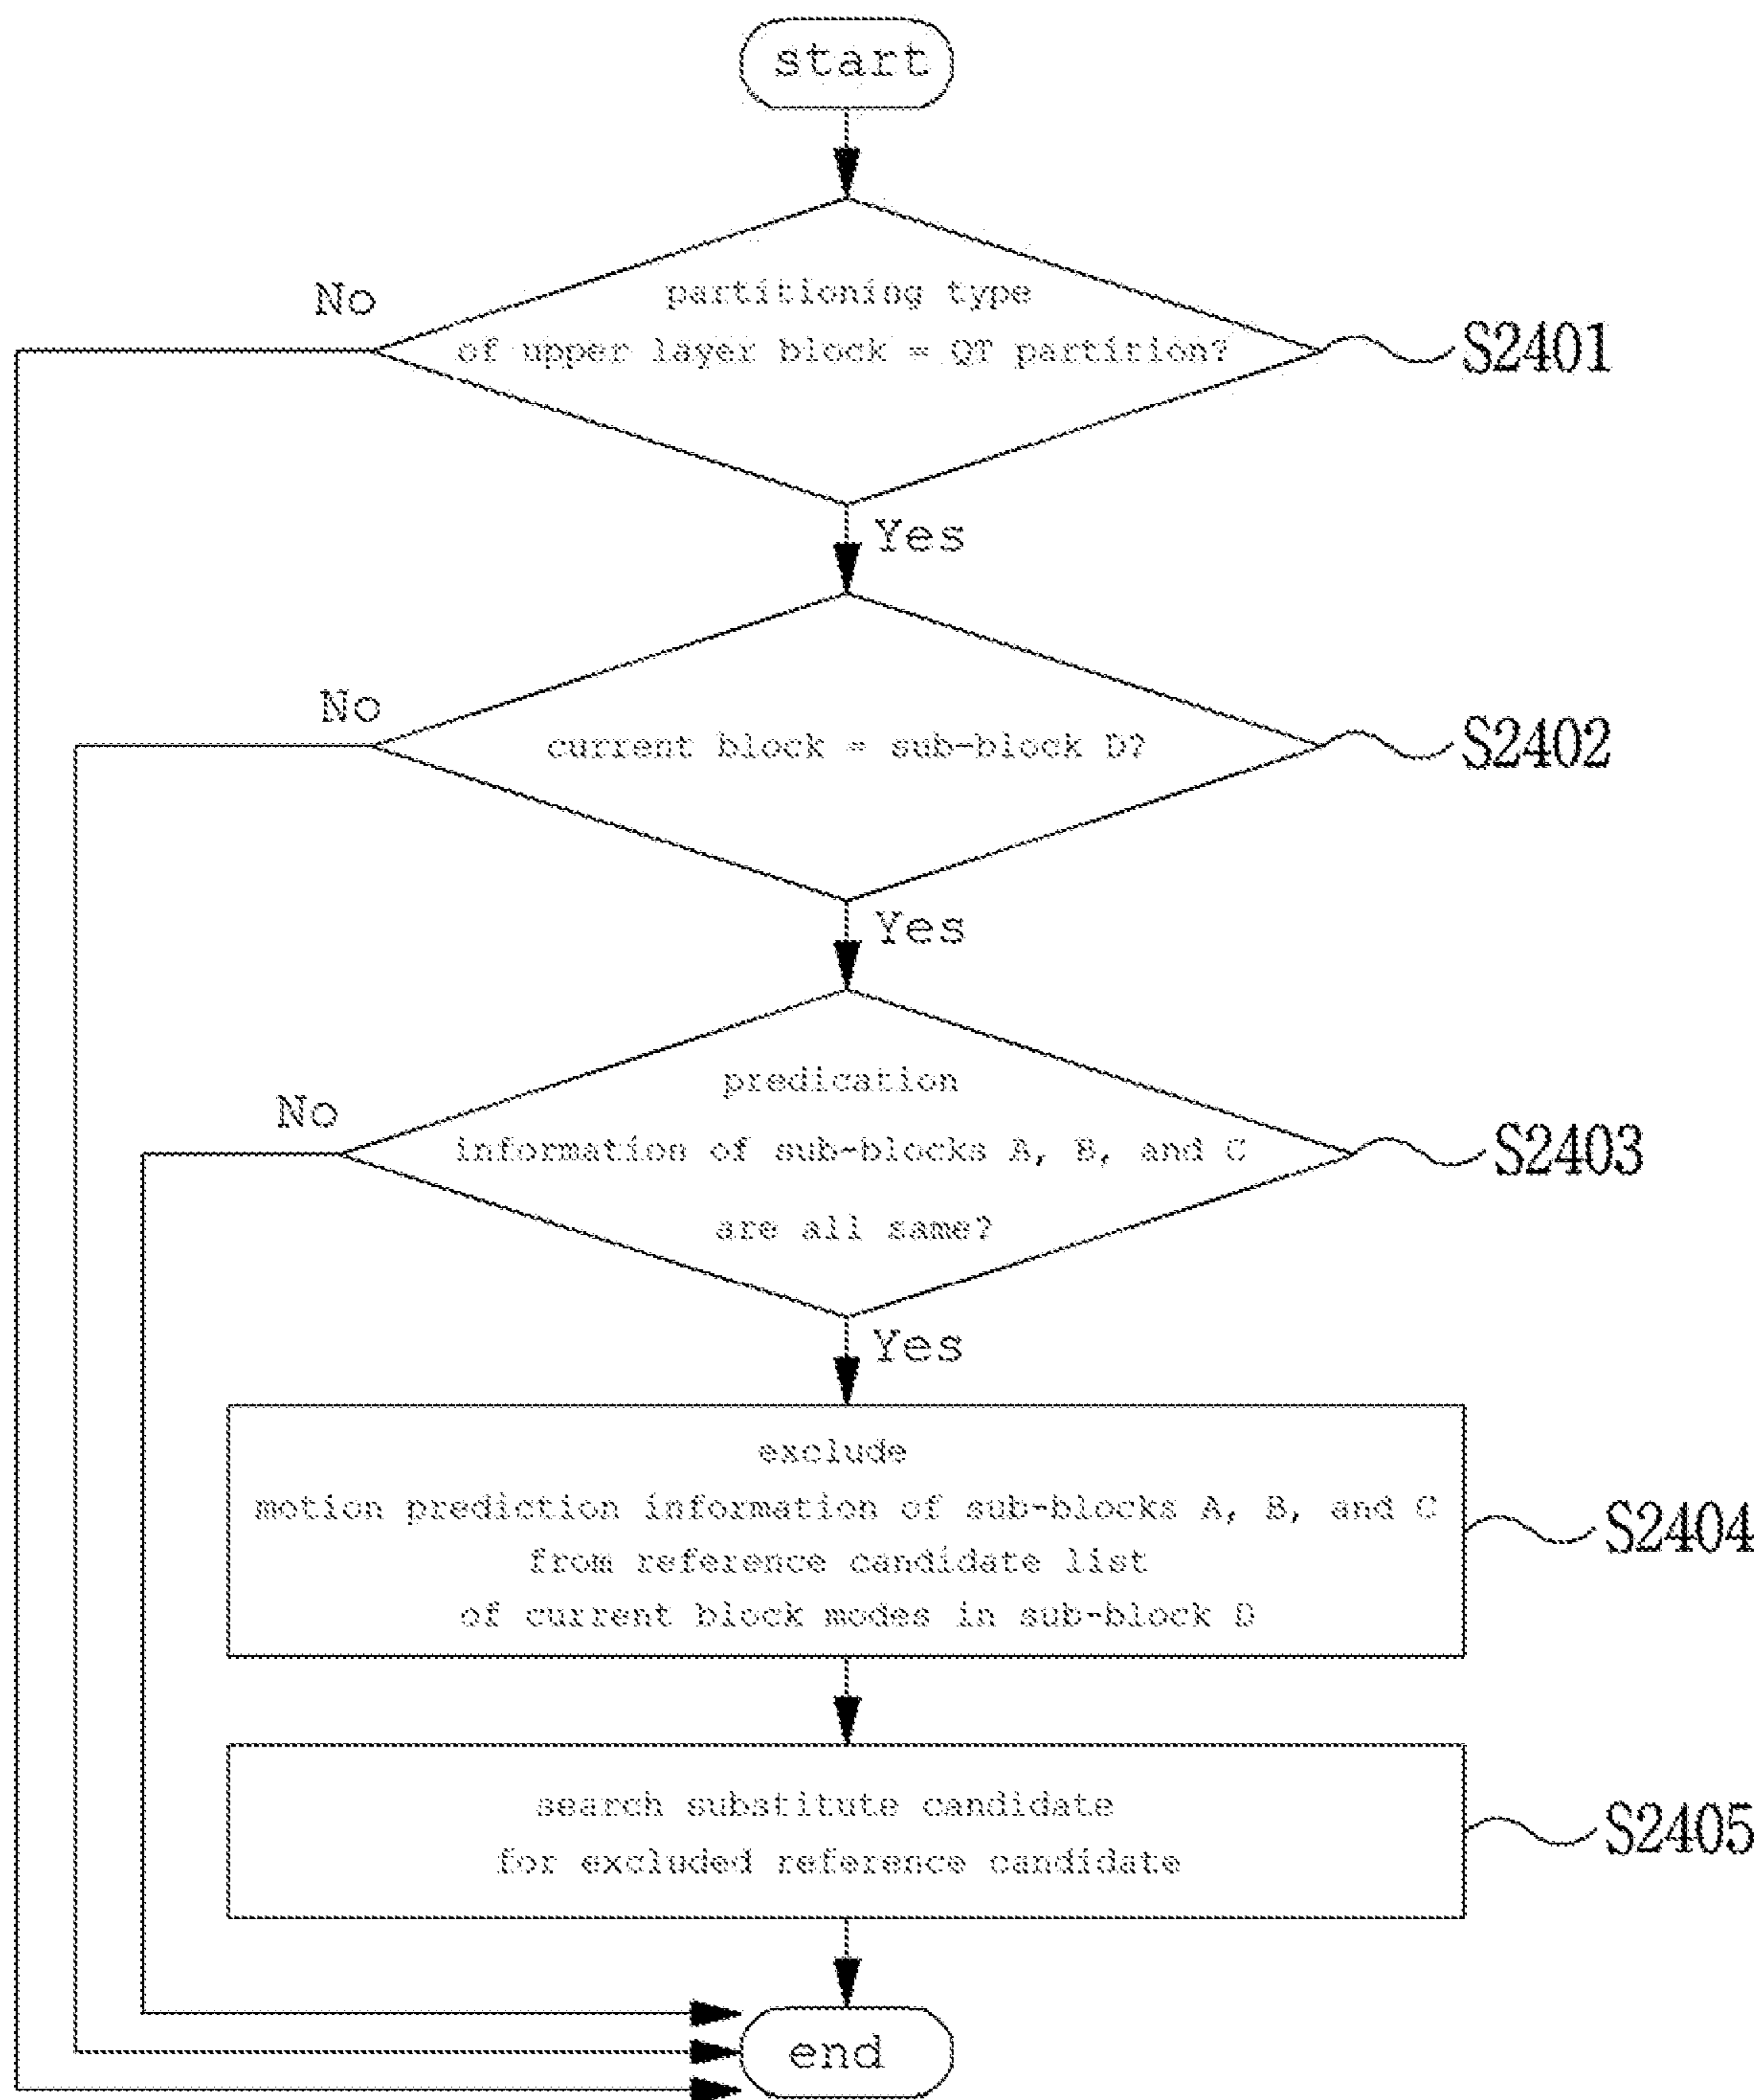 start
No
partitioning type
of upper layer block = QT partition?
S2401
Yes
No
current block = sub-block D?
S2402
Yes
No
predication
information of sub-blocks A, B, and C
are all same?
S2403
Yes
exclude
motion prediction information of sub-blocks A, B, and C
from reference candidate list
of current block modes in sub-block D
S2404
search substitute candidate
for excluded reference candidate
S2405
end